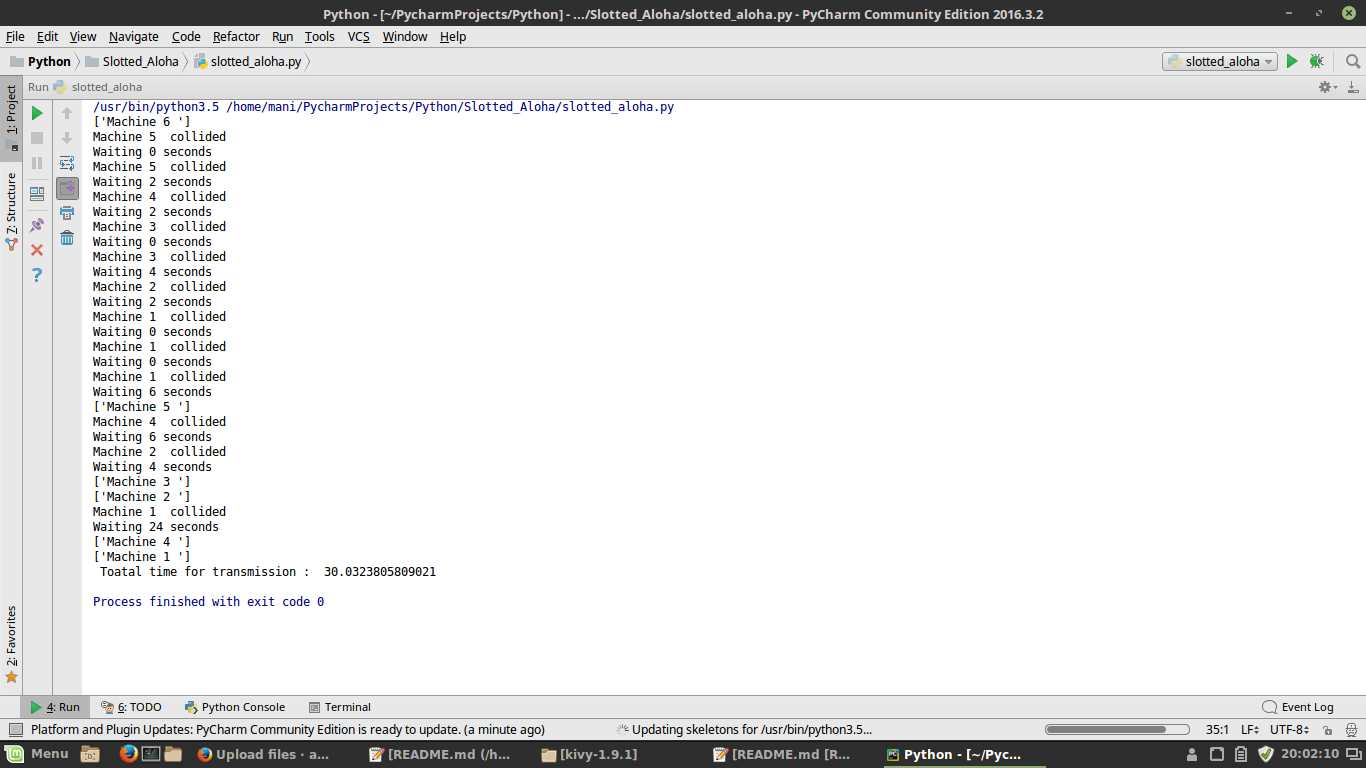 Python - [~/PycharmProjects/Python] - .../Slotted_Aloha/slotted_aloha.py - PyCharm Community Edition 2016.3.2
File Edit View Navigate Code Refactor Run Tools VCS Window Help
Python Slotted_Aloha slotted_aloha.py slotted_aloha
Run slotted_aloha
1: Project
7: Structure
2: Favorites
/usr/bin/python3.5 /home/mani/PycharmProjects/Python/Slotted_Aloha/slotted_aloha.py
['Machine 6 ']
Machine 5  collided
Waiting 0 seconds
Machine 5  collided
Waiting 2 seconds
Machine 4  collided
Waiting 2 seconds
Machine 3  collided
Waiting 0 seconds
Machine 3  collided
Waiting 4 seconds
Machine 2  collided
Waiting 2 seconds
Machine 1  collided
Waiting 0 seconds
Machine 1  collided
Waiting 0 seconds
Machine 1  collided
Waiting 6 seconds
['Machine 5 ']
Machine 4  collided
Waiting 6 seconds
Machine 2  collided
Waiting 4 seconds
['Machine 3 ']
['Machine 2 ']
Machine 1  collided
Waiting 24 seconds
['Machine 4 ']
['Machine 1 ']
 Toatal time for transmission :  30.0323805809021
Process finished with exit code 0
4: Run 6: TODO Python Console Terminal Event Log
Platform and Plugin Updates: PyCharm Community Edition is ready to update. (a minute ago) Updating skeletons for /usr/bin/python3.5... 35:1 LF UTF-8
Menu Upload files · a... [README.md (/h... [kivy-1.9.1] [README.md [R... Python - [~/Pyc... 20:02:10